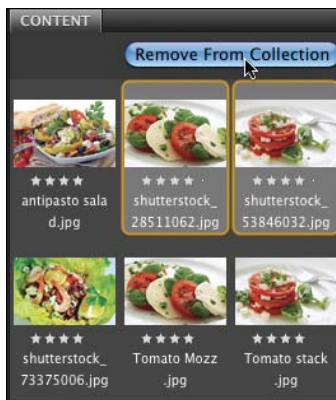 CONTENT
Remove From Collection
antipasto sala
d.jpg
shutterstock_
28511062.jpg
shutterstock_
53846032.jpg
shutterstock_
73375006.jpg
Tomato Mozz
.jpg
Tomato stack
.jpg